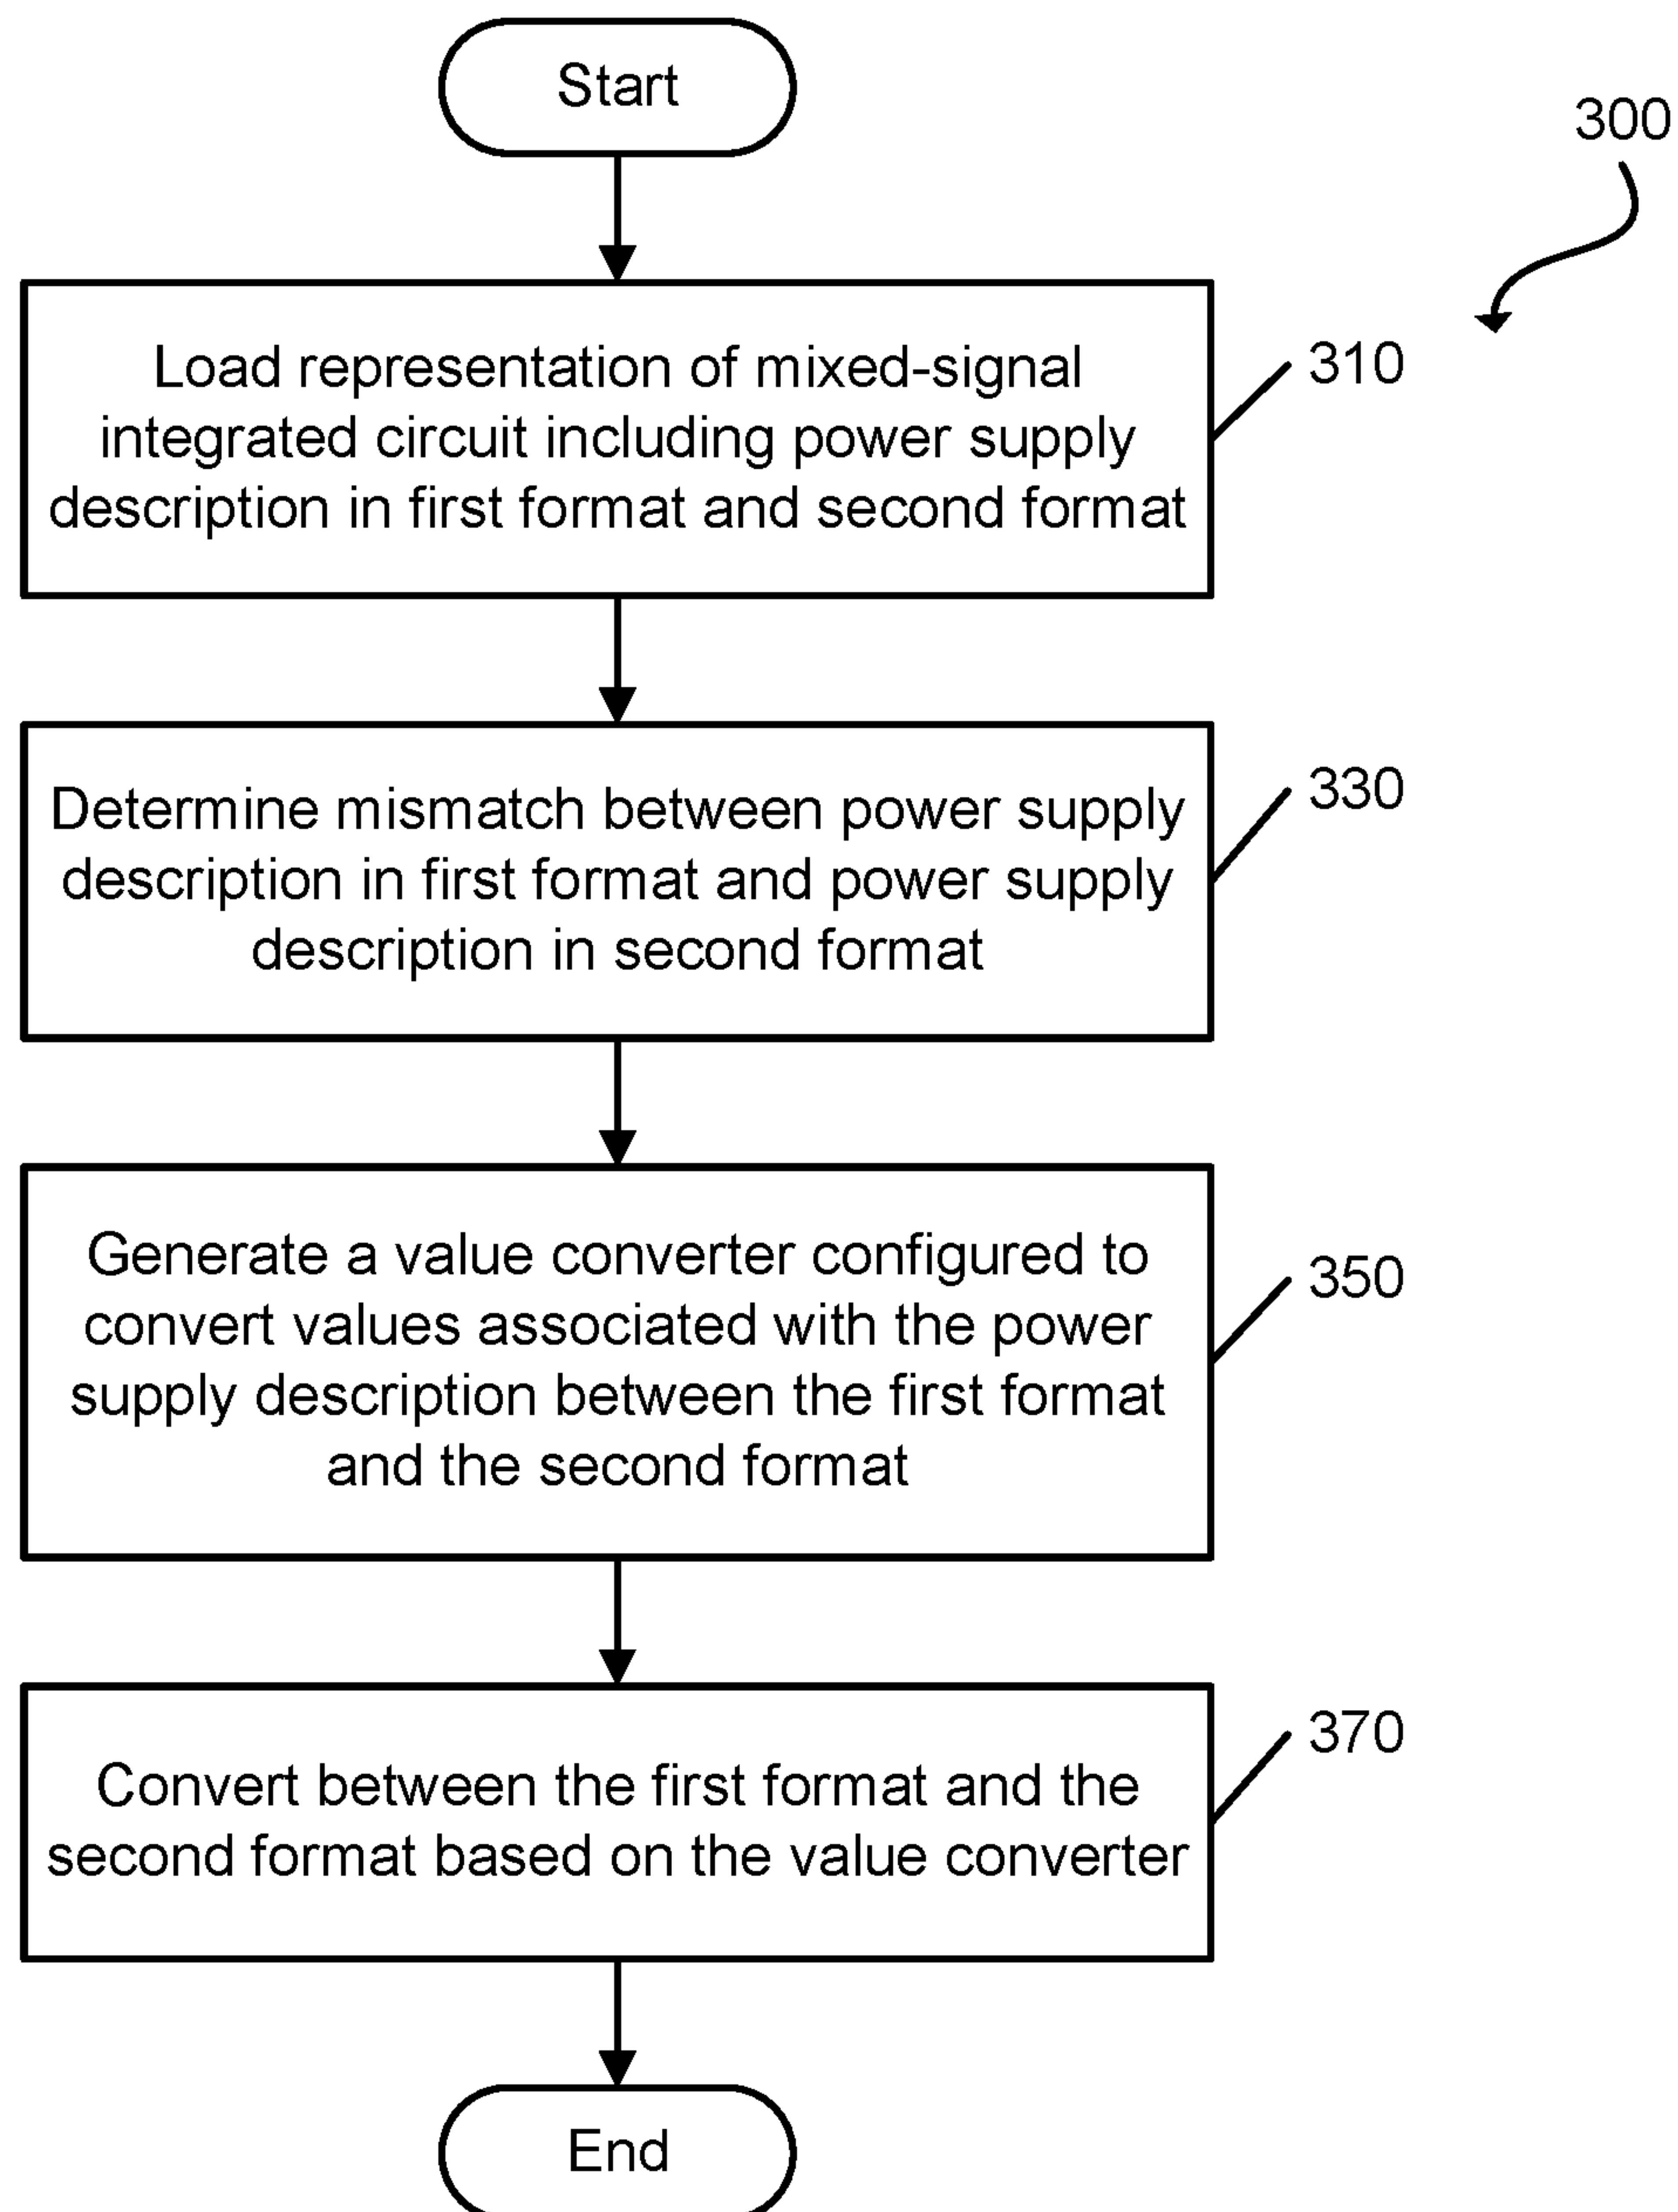 Start
300
Load representation of mixed-signal
integrated circuit including power supply
description in first format and second format
310
Determine mismatch between power supply
description in first format and power supply
description in second format
330
Generate a value converter configured to
convert values associated with the power
supply description between the first format
and the second format
350
Convert between the first format and the
second format based on the value converter
370
End